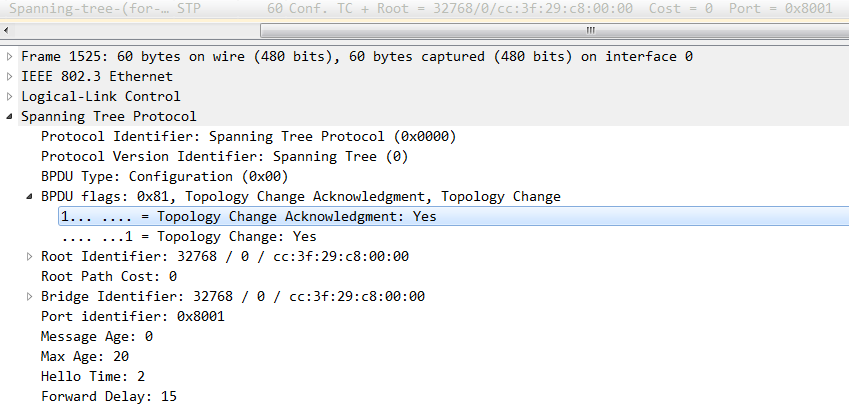 Spanning-tree-(for-… STP 60 Conf. TC + Root = 32768/0/cc:3f:29:c8:00:00 Cost = 0 Port = 0x8001
Frame 1525: 60 bytes on wire (480 bits), 60 bytes captured (480 bits) on interface 0
IEEE 802.3 Ethernet
Logical-Link Control
Spanning Tree Protocol
Protocol Identifier: Spanning Tree Protocol (0x0000)
Protocol Version Identifier: Spanning Tree (0)
BPDU Type: Configuration (0x00)
BPDU flags: 0x81, Topology Change Acknowledgment, Topology Change
1... .... = Topology Change Acknowledgment: Yes
.... ...1 = Topology Change: Yes
Root Identifier: 32768 / 0 / cc:3f:29:c8:00:00
Root Path Cost: 0
Bridge Identifier: 32768 / 0 / cc:3f:29:c8:00:00
Port identifier: 0x8001
Message Age: 0
Max Age: 20
Hello Time: 2
Forward Delay: 15